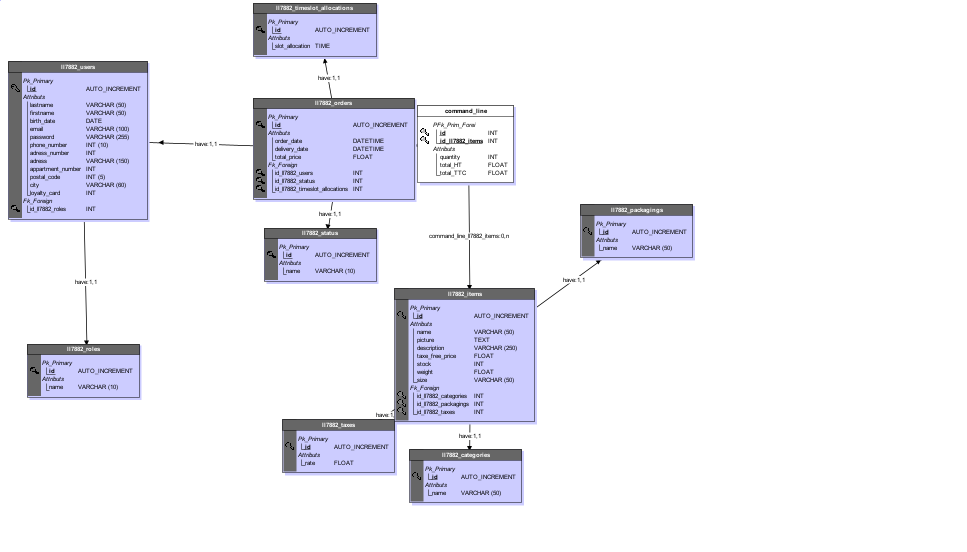 ll7882_timeslot_allocations
Pk_Primary
id AUTO_INCREMENT
Attributs
slot_allocation TIME
have:1,1
ll7882_users
Pk_Primary
id AUTO_INCREMENT
Attributs
lastname VARCHAR (50)
firstname VARCHAR (50)
birth_date DATE
email VARCHAR (100)
password VARCHAR (255)
phone_number INT (10)
adress_number INT
adress VARCHAR (150)
appartment_number INT
postal_code INT (5)
city VARCHAR (60)
loyalty_card INT
Fk_Foreign
id_ll7882_roles INT
have:1,1
ll7882_orders
Pk_Primary
id AUTO_INCREMENT
Attributs
order_date DATETIME
delivery_date DATETIME
total_price FLOAT
Fk_Foreign
id_ll7882_users INT
id_ll7882_status INT
id_ll7882_timeslot_allocations INT
command_line
PFk_Prim_Forei
id INT
id_ll7882_items INT
Attributs
quantity INT
total_HT FLOAT
total_TTC FLOAT
have:1,1
ll7882_status
Pk_Primary
id AUTO_INCREMENT
Attributs
name VARCHAR (10)
command_line_ll7882_items:0,n
ll7882_packagings
Pk_Primary
id AUTO_INCREMENT
Attributs
name VARCHAR (50)
have:1,1
have:1,1
ll7882_items
Pk_Primary
id AUTO_INCREMENT
Attributs
name VARCHAR (50)
picture TEXT
description VARCHAR (250)
taxe_free_price FLOAT
stock INT
weight FLOAT
size VARCHAR (50)
Fk_Foreign
id_ll7882_categories INT
id_ll7882_packagings INT
id_ll7882_taxes INT
ll7882_roles
Pk_Primary
id AUTO_INCREMENT
Attributs
name VARCHAR (10)
have:1,
ll7882_taxes
Pk_Primary
id AUTO_INCREMENT
Attributs
rate FLOAT
have:1,1
ll7882_categories
Pk_Primary
id AUTO_INCREMENT
Attributs
name VARCHAR (50)